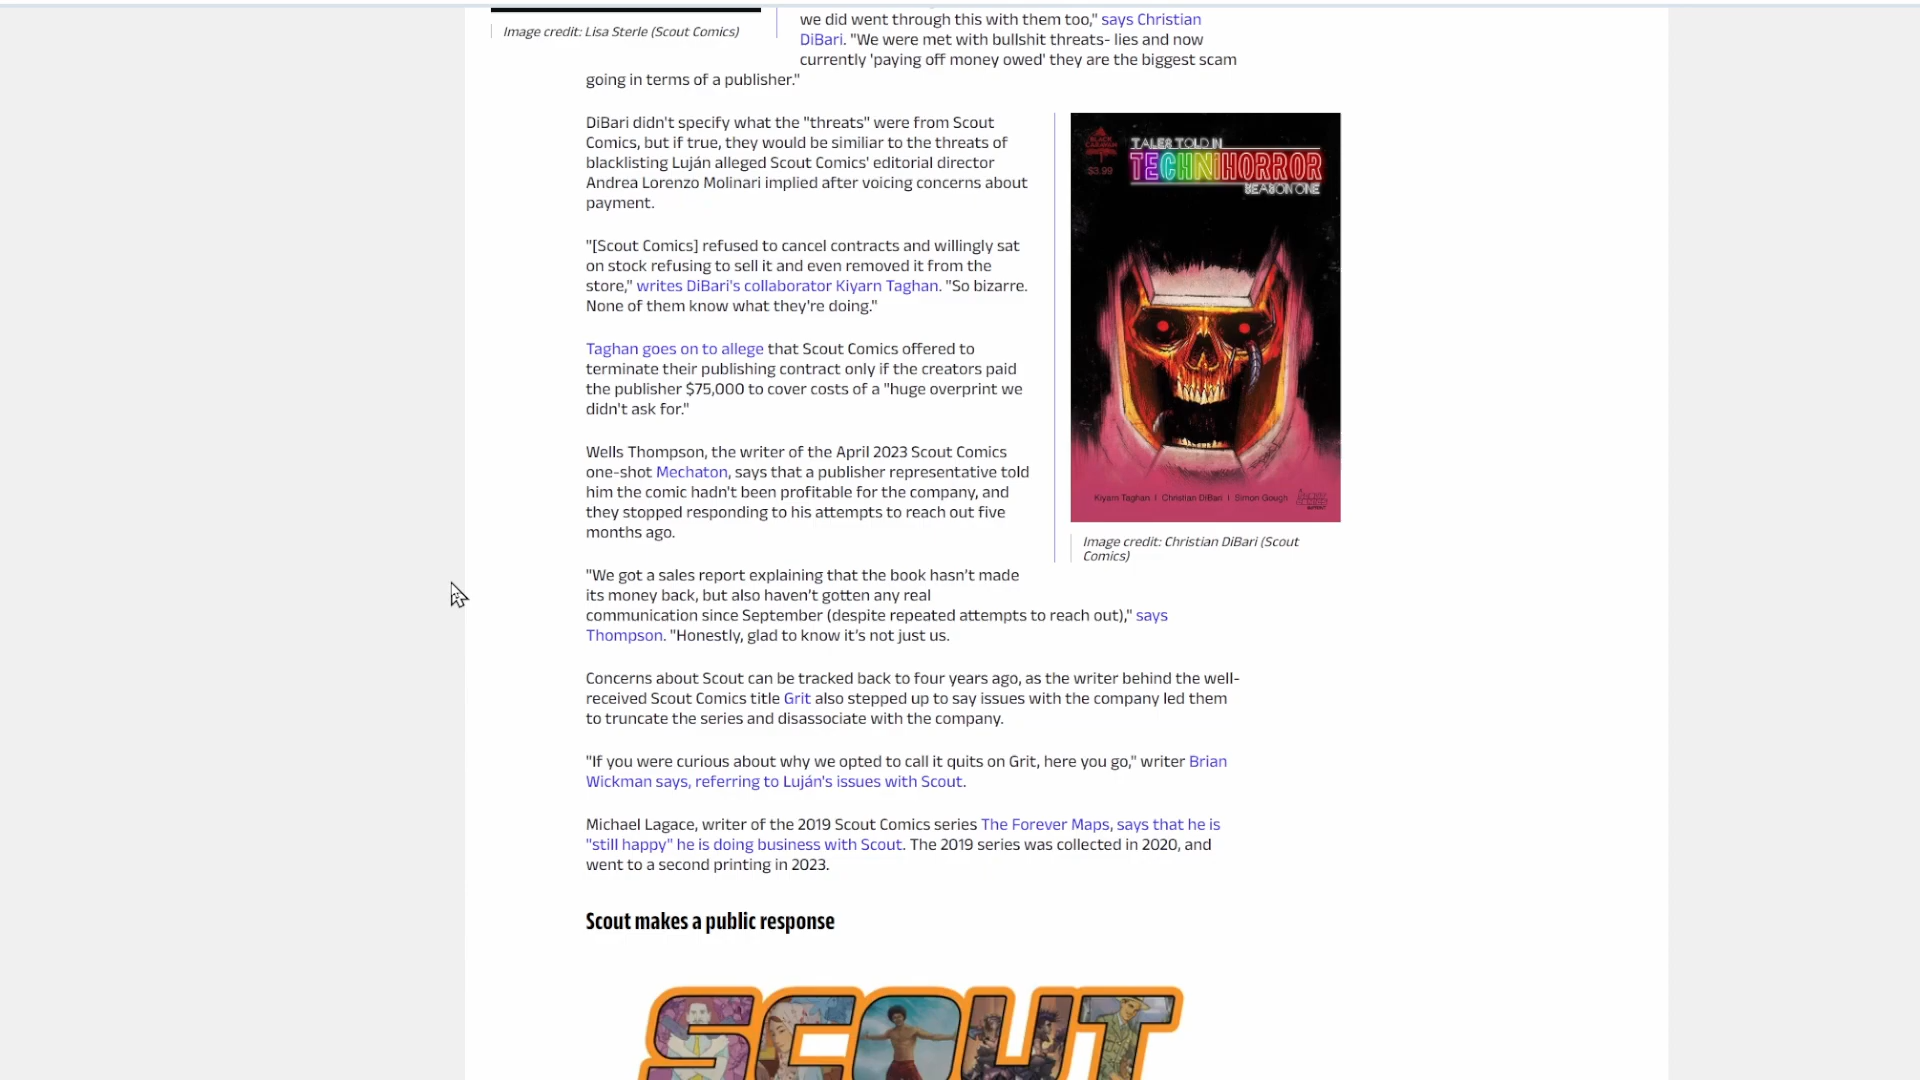 we did went through this with them too," says Christian
DiBari. "We were met with bullshit threats- lies and now
currently 'paying off money owed' they are the biggest scam
going in terms of a publisher."
Image credit: Lisa Sterle (Scout Comics)
DiBari didn't specify what the "threats" were from Scout
Comics, but if true, they would be similiar to the threats of
blacklisting Luján alleged Scout Comics' editorial director
Andrea Lorenzo Molinari implied after voicing concerns about
payment.
"[Scout Comics] refused to cancel contracts and willingly sat
on stock refusing to sell it and even removed it from the
store," writes DiBari's collaborator Kiyarn Taghan. "So bizarre.
None of them know what they're doing."
Taghan goes on to allege that Scout Comics offered to
terminate their publishing contract only if the creators paid
the publisher $75,000 to cover costs of a "huge overprint we
didn't ask for."
Wells Thompson, the writer of the April 2023 Scout Comics
one-shot Mechaton, says that a publisher representative told
him the comic hadn't been profitable for the company, and
they stopped responding to his attempts to reach out five
months ago.
BLACK
CARAVAN
$3.99
TALES TOLD IN
TECHNIHORROR
SEASON ONE
Kiyarn Taghan | Christian DiBari | Simon Gough
Image credit: Christian DiBari (Scout
Comics)
"We got a sales report explaining that the book hasn't made
its money back, but also haven't gotten any real
communication since September (despite repeated attempts to reach out)," says
Thompson. "Honestly, glad to know it's not just us.
Concerns about Scout can be tracked back to four years ago, as the writer behind the well-
received Scout Comics title Grit also stepped up to say issues with the company led them
to truncate the series and disassociate with the company.
"If you were curious about why we opted to call it quits on Grit, here you go," writer Brian
Wickman says, referring to Luján's issues with Scout.
Michael Lagace, writer of the 2019 Scout Comics series The Forever Maps, says that he is
"still happy" he is doing business with Scout. The 2019 series was collected in 2020, and
went to a second printing in 2023.
Scout makes a public response
SCOUT